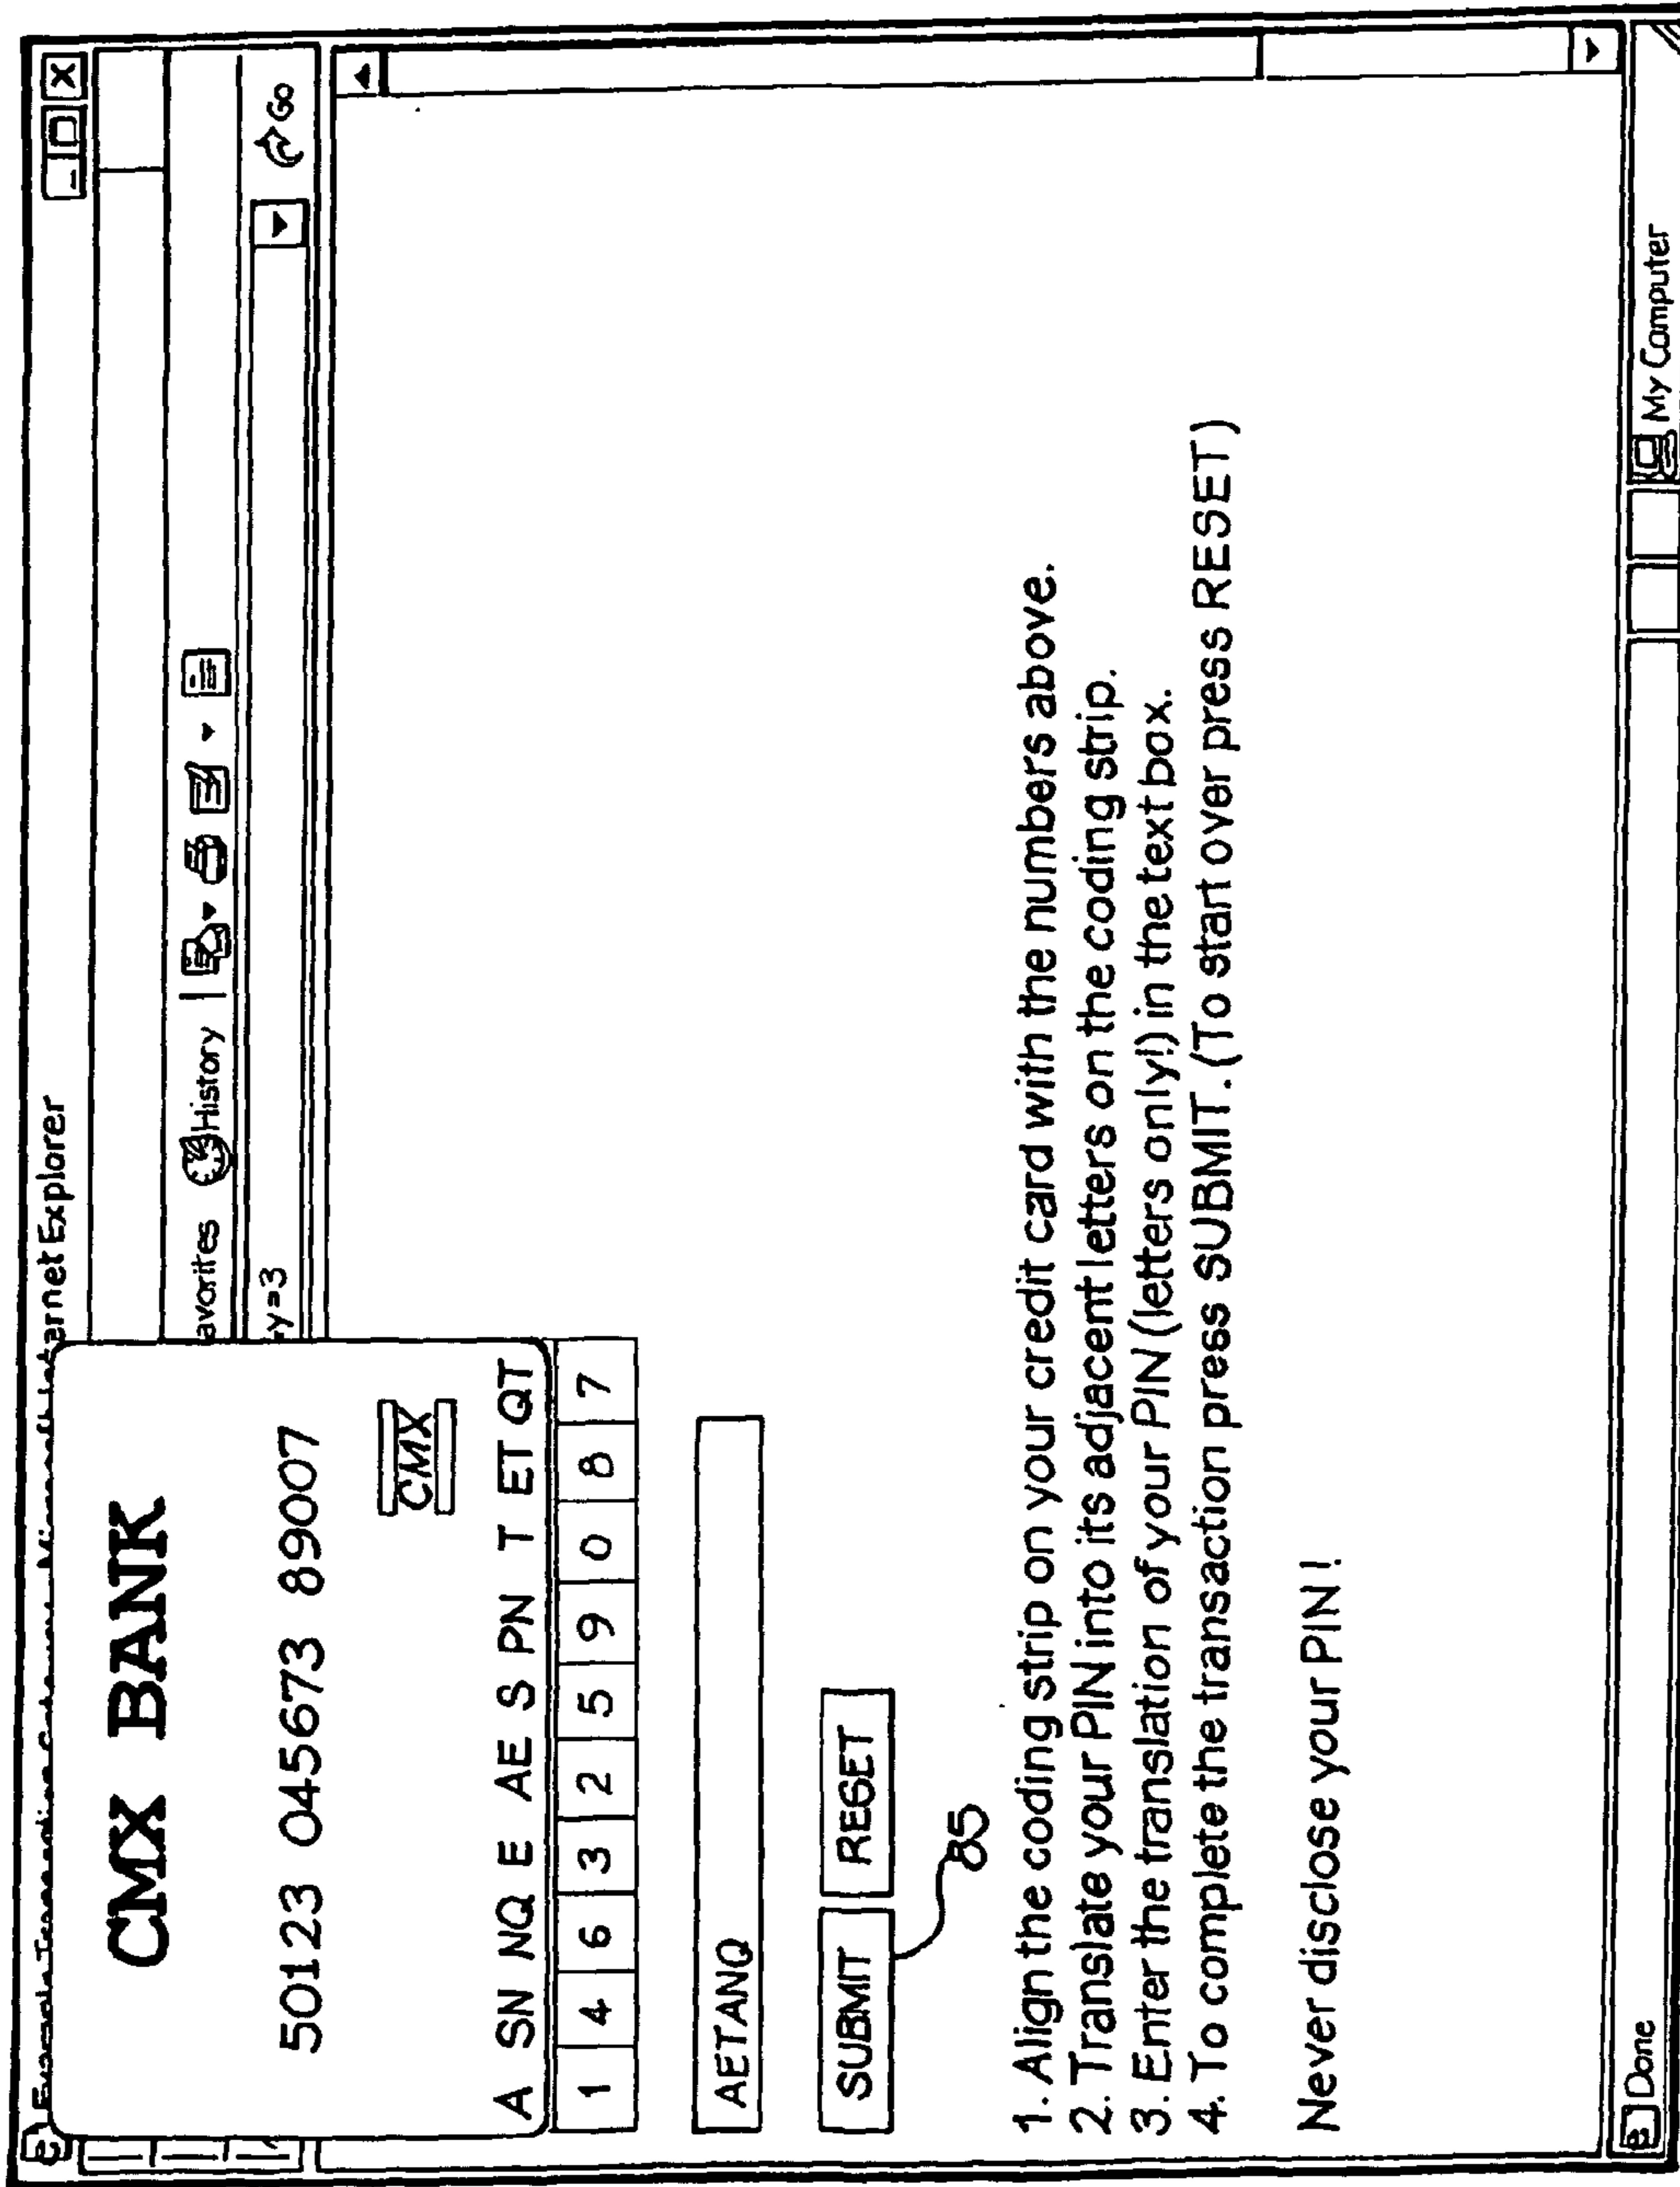 ernet Explorer
avorites History Go
y=3
CMX BANK
50123 045673 89007
CMX
A SN NQ E AE S PN T ET QT
1 4 6 3 2 5 9 0 8 7
AETANQ
SUBMIT RESET
85
1. Align the coding strip on your credit card with the numbers above.
2. Translate your PIN into its adjacent letters on the coding strip.
3. Enter the translation of your PIN (letters only!) in the text box.
4. To complete the transaction press SUBMIT. (To start over press RESET)
Never disclose your PIN!
Done My Computer